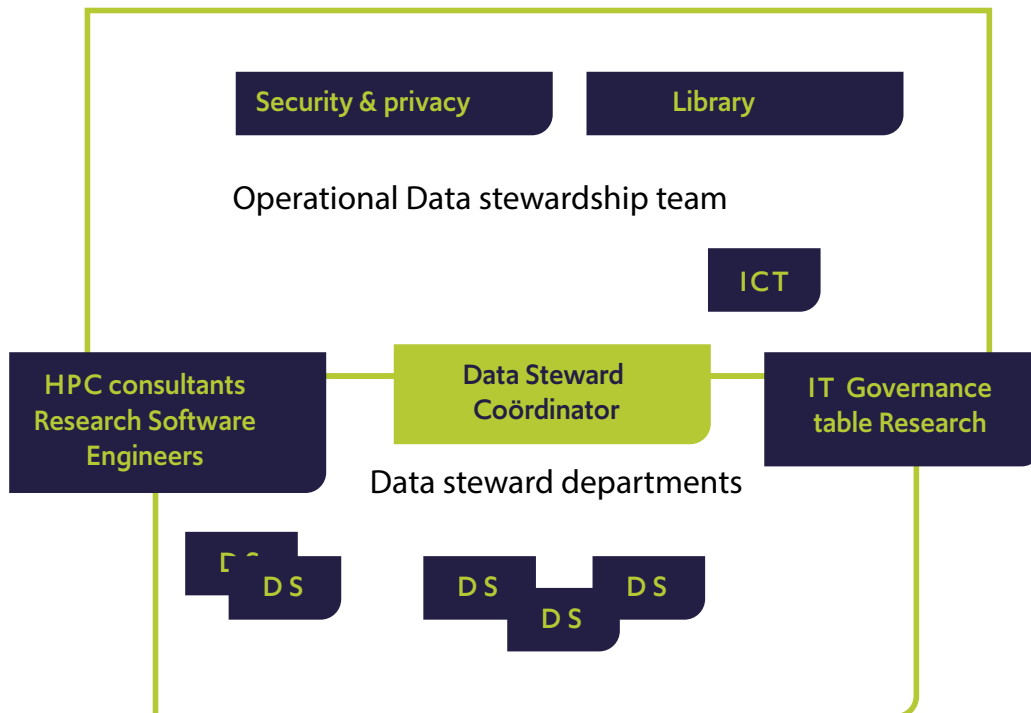 Security & privacy
Library
Operational Data stewardship team
ICT
HPC consultants
Research Software
Engineers
Data Steward
Coördinator
IT Governance
table Research
Data steward departments
DS
DS
DS
DS